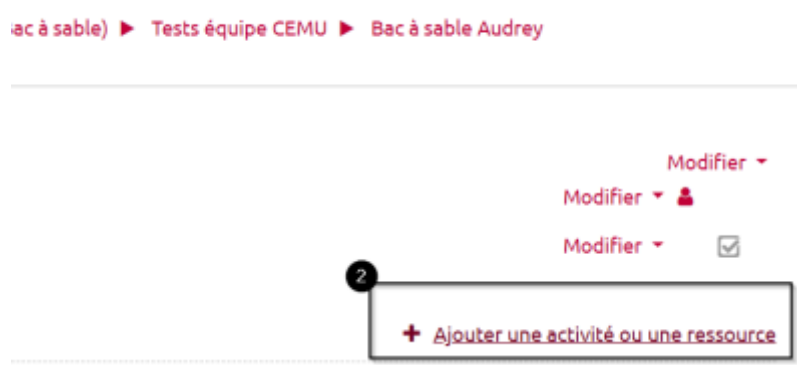 ac à sable) ▶ Tests équipe CEMU ▶ Bac à sable Audrey
Modifier
Modifier
Modifier
2
+ Ajouter une activité ou une ressource